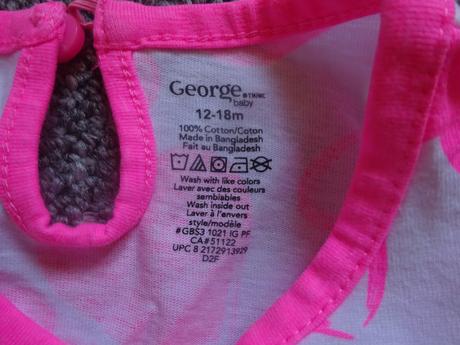 George
baby
12-18m
100% Cotton/Coton
Made in Bangladesh
Fait au Bangladesh
Wash with like colors
Laver avec des couleurs
semblables
Wash inside out
Laver à l'envers
style/modèle
#GBS3 1021 IG PF
CA#51122
UPC 8 2172913929
D2F